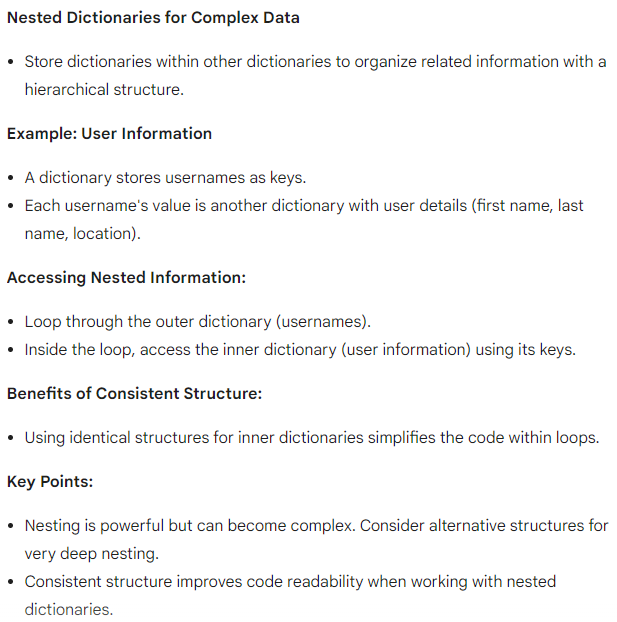 Nested Dictionaries for Complex Data
• Store dictionaries within other dictionaries to organize related information with a
hierarchical structure.
Example: User Information
• A dictionary stores usernames as keys.
• Each username's value is another dictionary with user details (first name, last
name, location).
Accessing Nested Information:
• Loop through the outer dictionary (usernames).
• Inside the loop, access the inner dictionary (user information) using its keys.
Benefits of Consistent Structure:
• Using identical structures for inner dictionaries simplifies the code within loops.
Key Points:
• Nesting is powerful but can become complex. Consider alternative structures for
very deep nesting.
• Consistent structure improves code readability when working with nested
dictionaries.